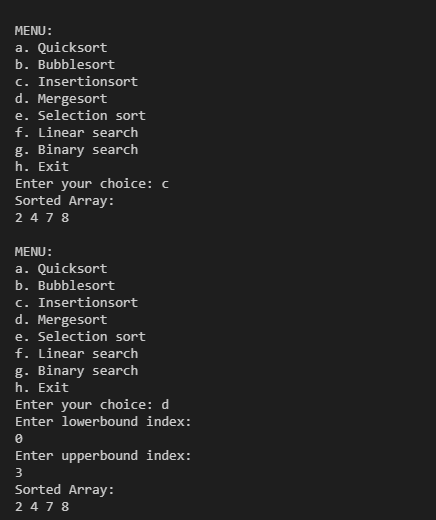 MENU:
a. Quicksort
b. Bubblesort
c. Insertionsort
d. Mergesort
e. Selection sort
f. Linear search
g. Binary search
h. Exit
Enter your choice: c
Sorted Array:
2 4 7 8
MENU:
a. Quicksort
b. Bubblesort
c. Insertionsort
d. Mergesort
e. Selection sort
f. Linear search
g. Binary search
h. Exit
Enter your choice: d
Enter lowerbound index:
0
Enter upperbound index:
3
Sorted Array:
2 4 7 8